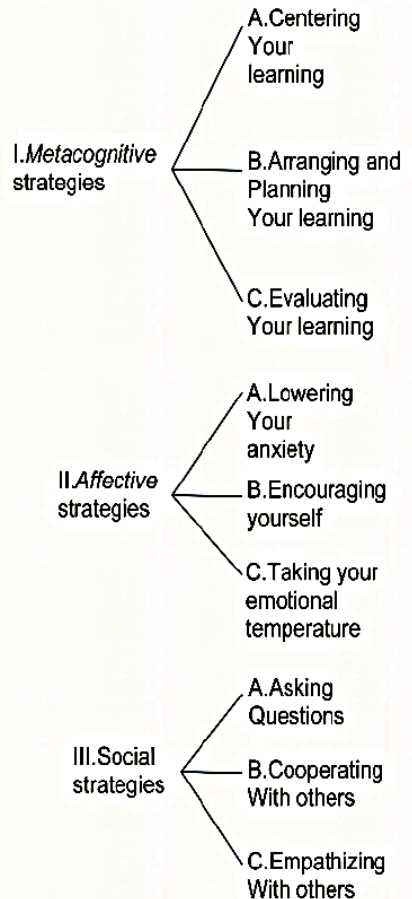 A.Centering
Your
learning
I.Metacognitive
strategies
B.Arranging and
Planning
Your learning
C.Evaluating
Your learning
A.Lowering
Your
anxiety
II.Affective
strategies
B.Encouraging
yourself
C.Taking your
emotional
temperature
A.Asking
Questions
III.Social
strategies
B.Cooperating
With others
C.Empathizing
With others